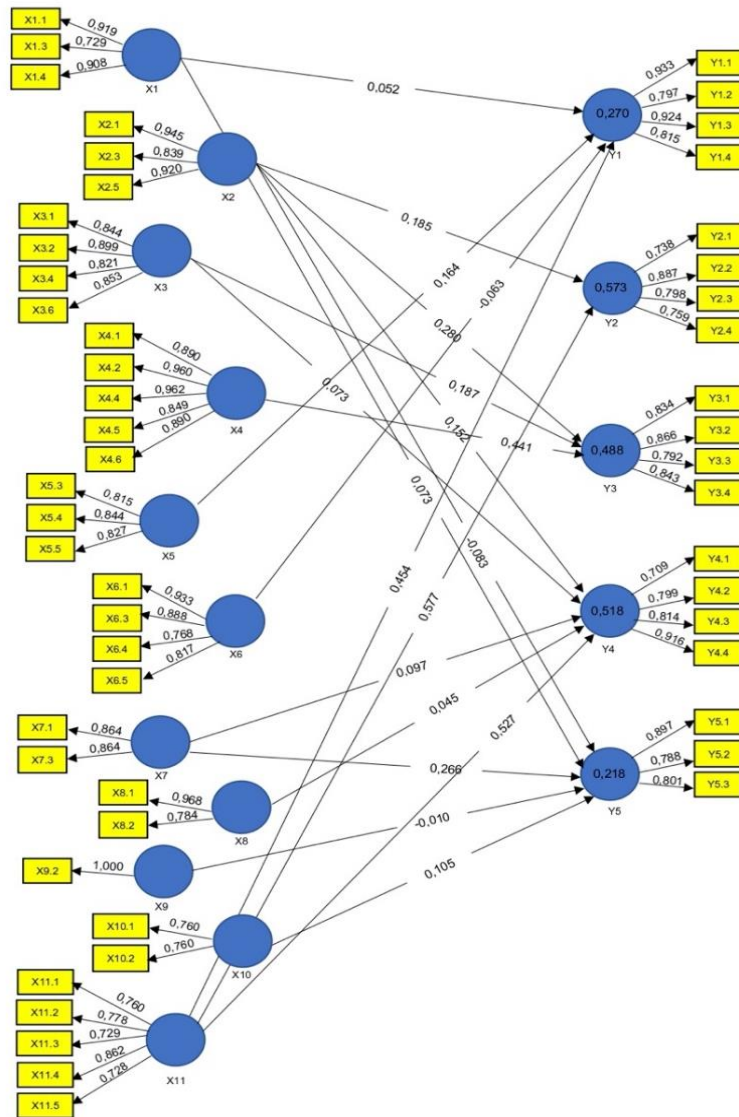 X1.1
0,919
X1.3
0,729
X1.4
0,908
X1
0,052
0,270
Y1
0,933
Y1.1
0,797
Y1.2
0,924
Y1.3
0,815
Y1.4
X2.1
0,945
X2.3
0,839
X2.5
0,920
X2
0,185
X3.1
0,844
X3.2
0,899
X3.4
0,821
X3.6
0,853
X3
0,164
-0,063
0,573
Y2
0,738
Y2.1
0,887
Y2.2
0,798
Y2.3
0,759
Y2.4
0,280
0,187
X4.1
0,890
X4.2
0,960
X4.4
0,962
X4.5
0,849
X4.6
0,890
X4
0,073
0,152
0,441
0,488
Y3
0,834
Y3.1
0,866
Y3.2
0,792
Y3.3
0,843
Y3.4
0,073
-0,083
X5.3
0,815
X5.4
0,844
X5.5
0,827
X5
0,454
0,577
X6.1
0,933
X6.3
0,888
X6.4
0,768
X6.5
0,817
X6
0,518
Y4
0,709
Y4.1
0,799
Y4.2
0,814
Y4.3
0,916
Y4.4
0,097
0,045
0,527
X7.1
0,864
X7.3
0,864
X7
0,266
0,218
Y5
0,897
Y5.1
0,788
Y5.2
0,801
Y5.3
X8.1
0,968
X8.2
0,784
X8
-0,010
X9.2
1,000
X9
0,105
X10.1
0,760
X10.2
0,760
X10
X11.1
0,760
X11.2
0,778
X11.3
0,729
X11.4
0,862
X11.5
0,728
X11